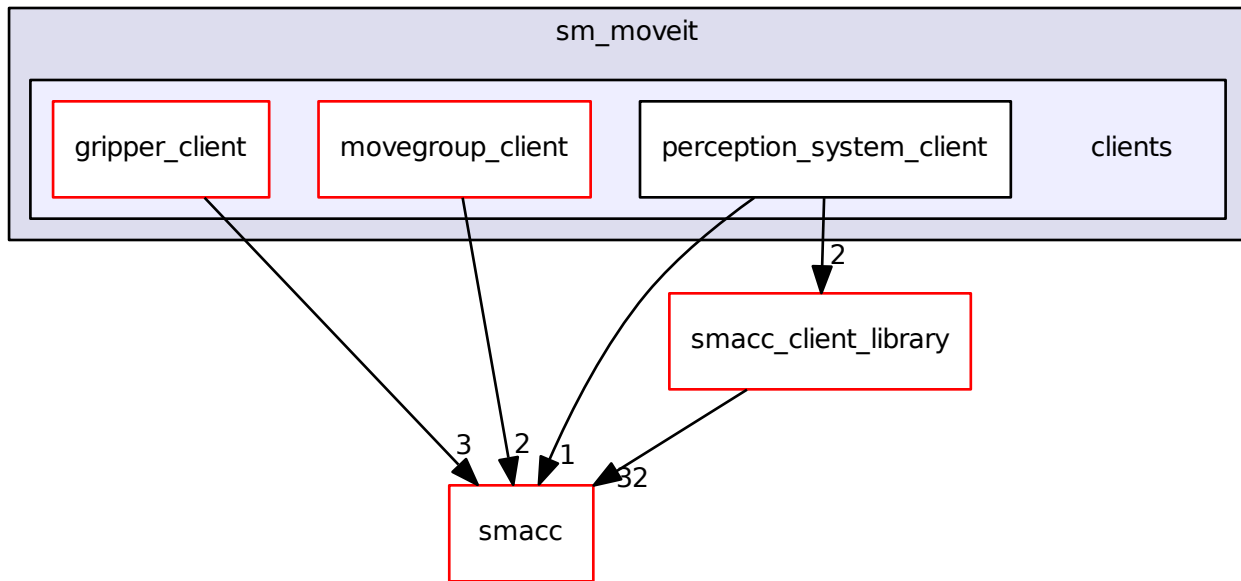 sm_moveit
gripper_client
movegroup_client
perception_system_client
clients
2
smacc_client_library
3
2
1
32
smacc